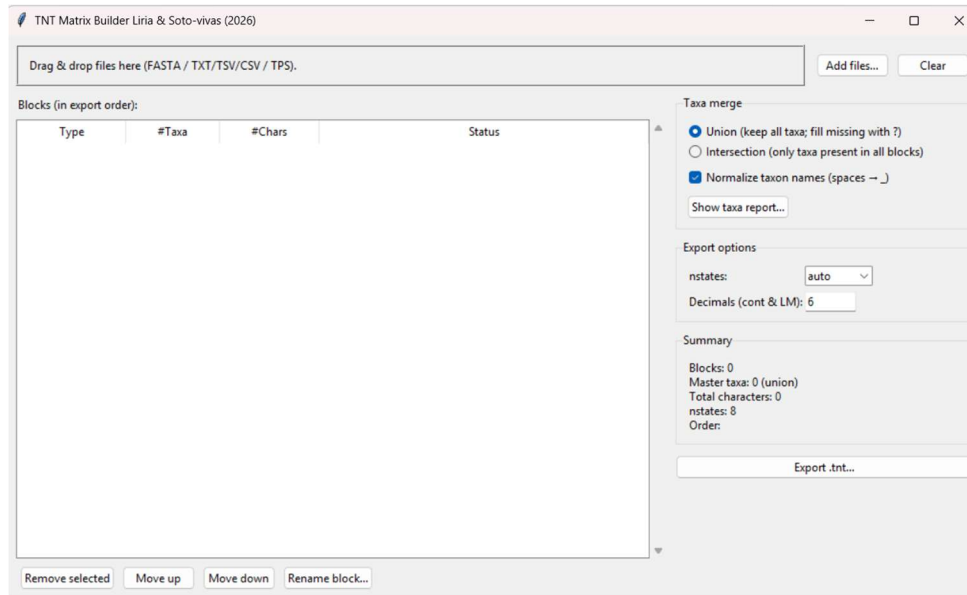 TNT Matrix Builder Liria & Soto-vivas (2026)
Drag & drop files here (FASTA / TXT/TSV/CSV / TPS).
Add files...
Clear
Blocks (in export order):
Type #Taxa #Chars Status
Taxa merge
Union (keep all taxa; fill missing with ?)
Intersection (only taxa present in all blocks)
Normalize taxon names (spaces → _)
Show taxa report...
Export options
nstates: auto
Decimals (cont & LM): 6
Summary
Blocks: 0
Master taxa: 0 (union)
Total characters: 0
nstates: 8
Order:
Export .tnt...
Remove selected
Move up
Move down
Rename block...